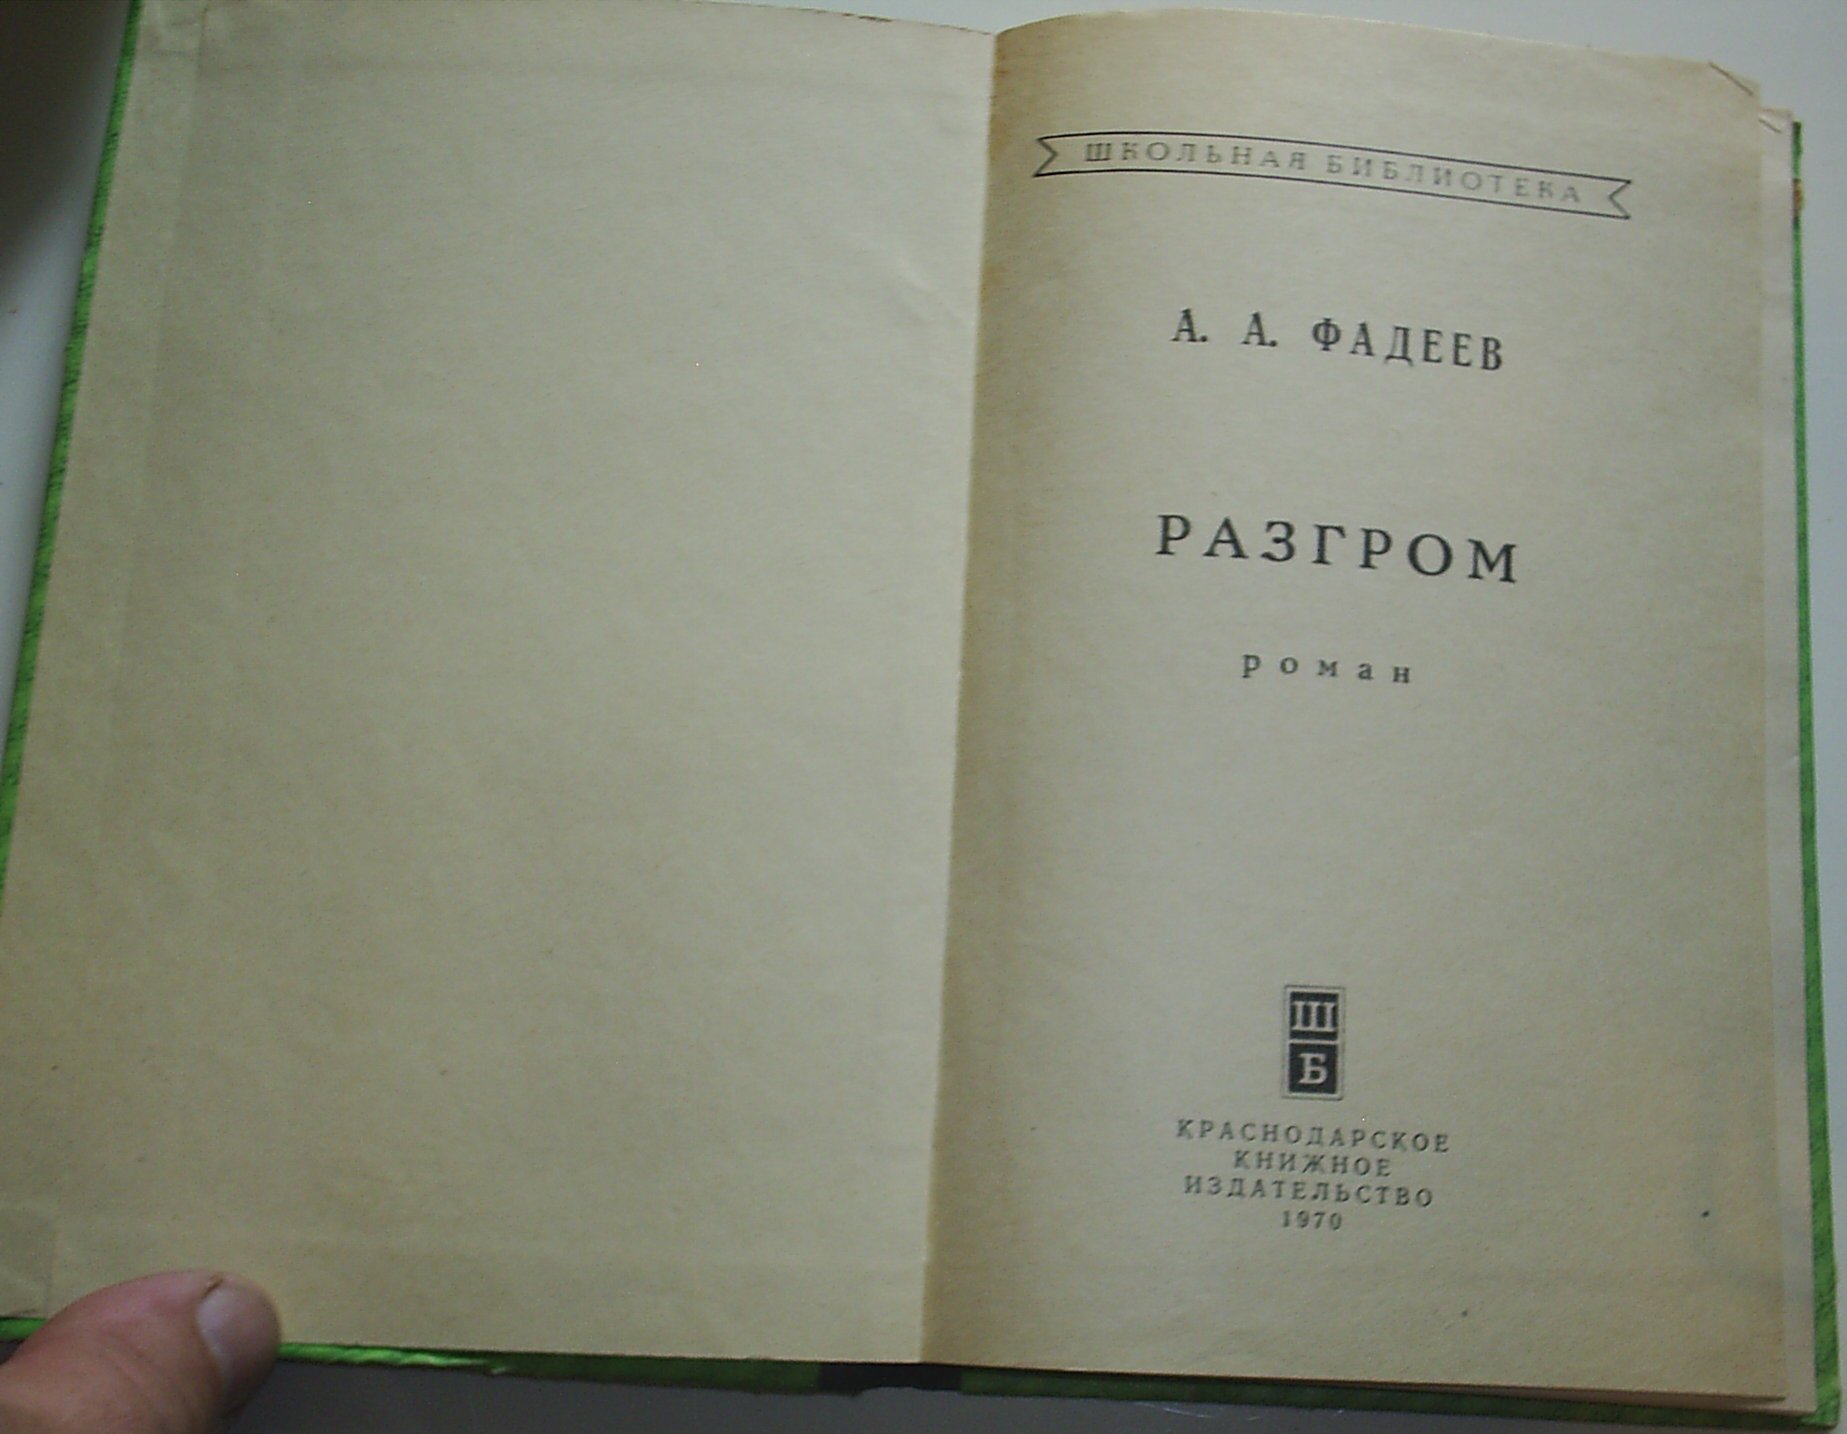 ШКОЛЬНАЯ БИБЛИОТЕКА
А. А. ФАДЕЕВ
РАЗГРОМ
роман
Ш
Б
КРАСНОДАРСКОЕ
КНИЖНОЕ
ИЗДАТЕЛЬСТВО
1970